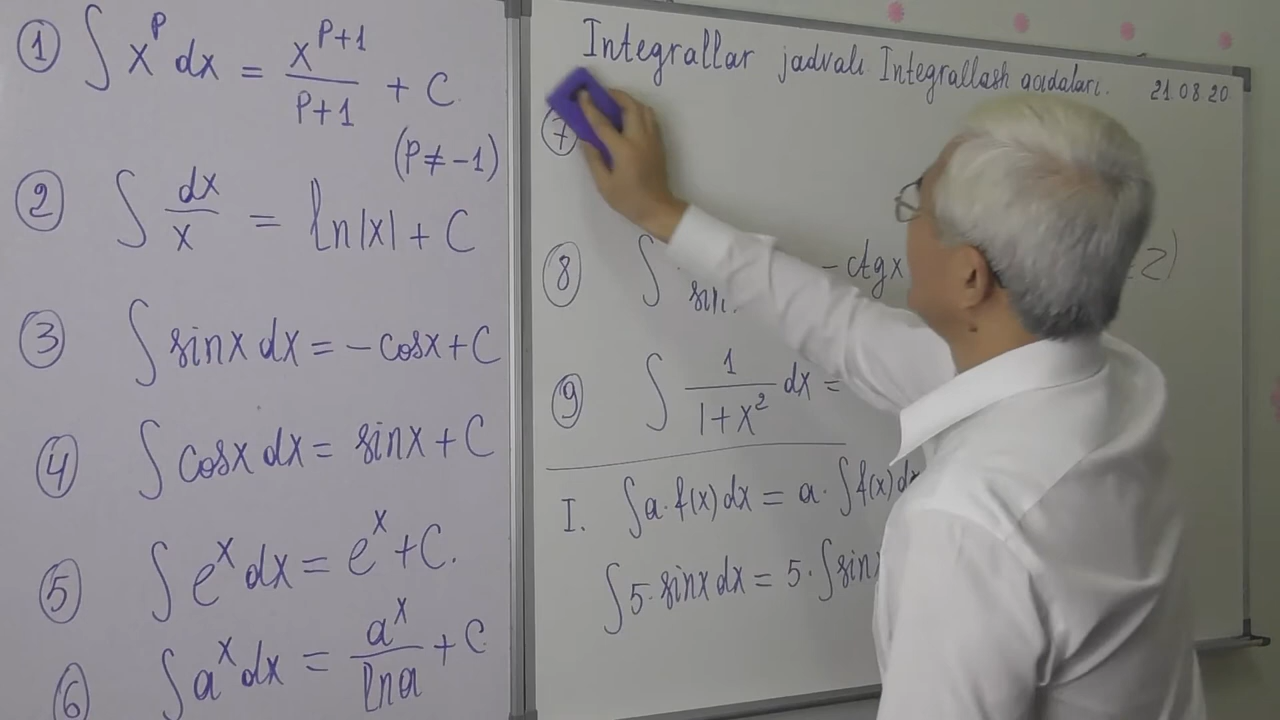 ① ∫ x^p dx = x^(p+1)/(p+1) + C
(p ≠ -1)
② ∫ dx/x = ln|x| + C
③ ∫ sinx dx = -cosx + C
④ ∫ cosx dx = sinx + C
⑤ ∫ e^x dx = e^x + C.
⑥ ∫ a^x dx = a^x/lna + C
Integrallar jadvali. Integrallash qoidalari. 21.08.20
⑦
⑧ ∫ sin -ctgx Z)
⑨ ∫ 1/(1+x²) dx =
I. ∫ a·f(x) dx = a·∫ f(x) dx
∫ 5·sinx dx = 5·∫ sinx